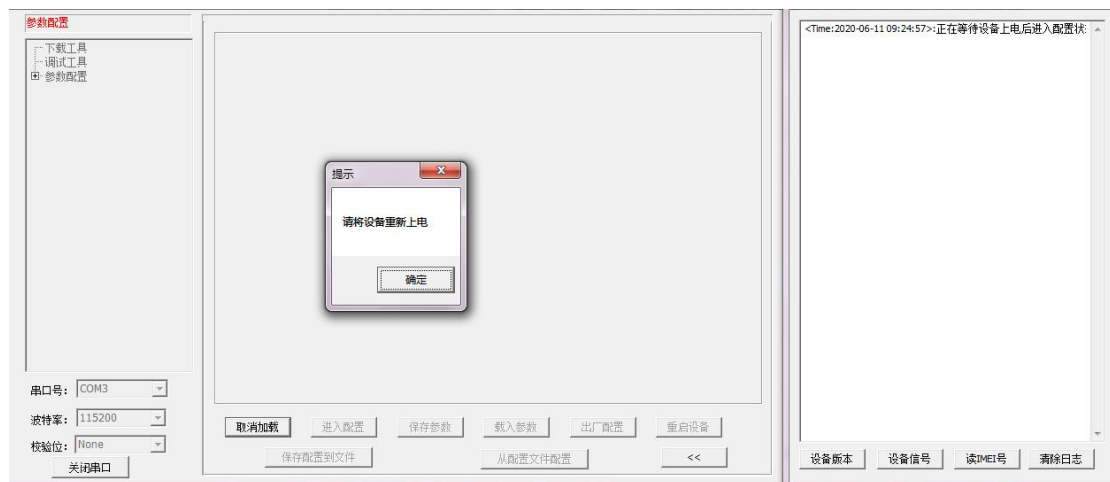 参数配置
下载工具
调试工具
参数配置
串口号: COM3
波特率: 115200
校验位: None
关闭串口
提示
请将设备重新上电
确定
取消加载 进入配置 保存参数 载入参数 出厂配置 重启设备
保存配置到文件 从配置文件配置 <<
<Time:2020-06-11 09:24:57>:正在等待设备上电后进入配置状
设备版本 设备信号 读IMEI号 清除日志